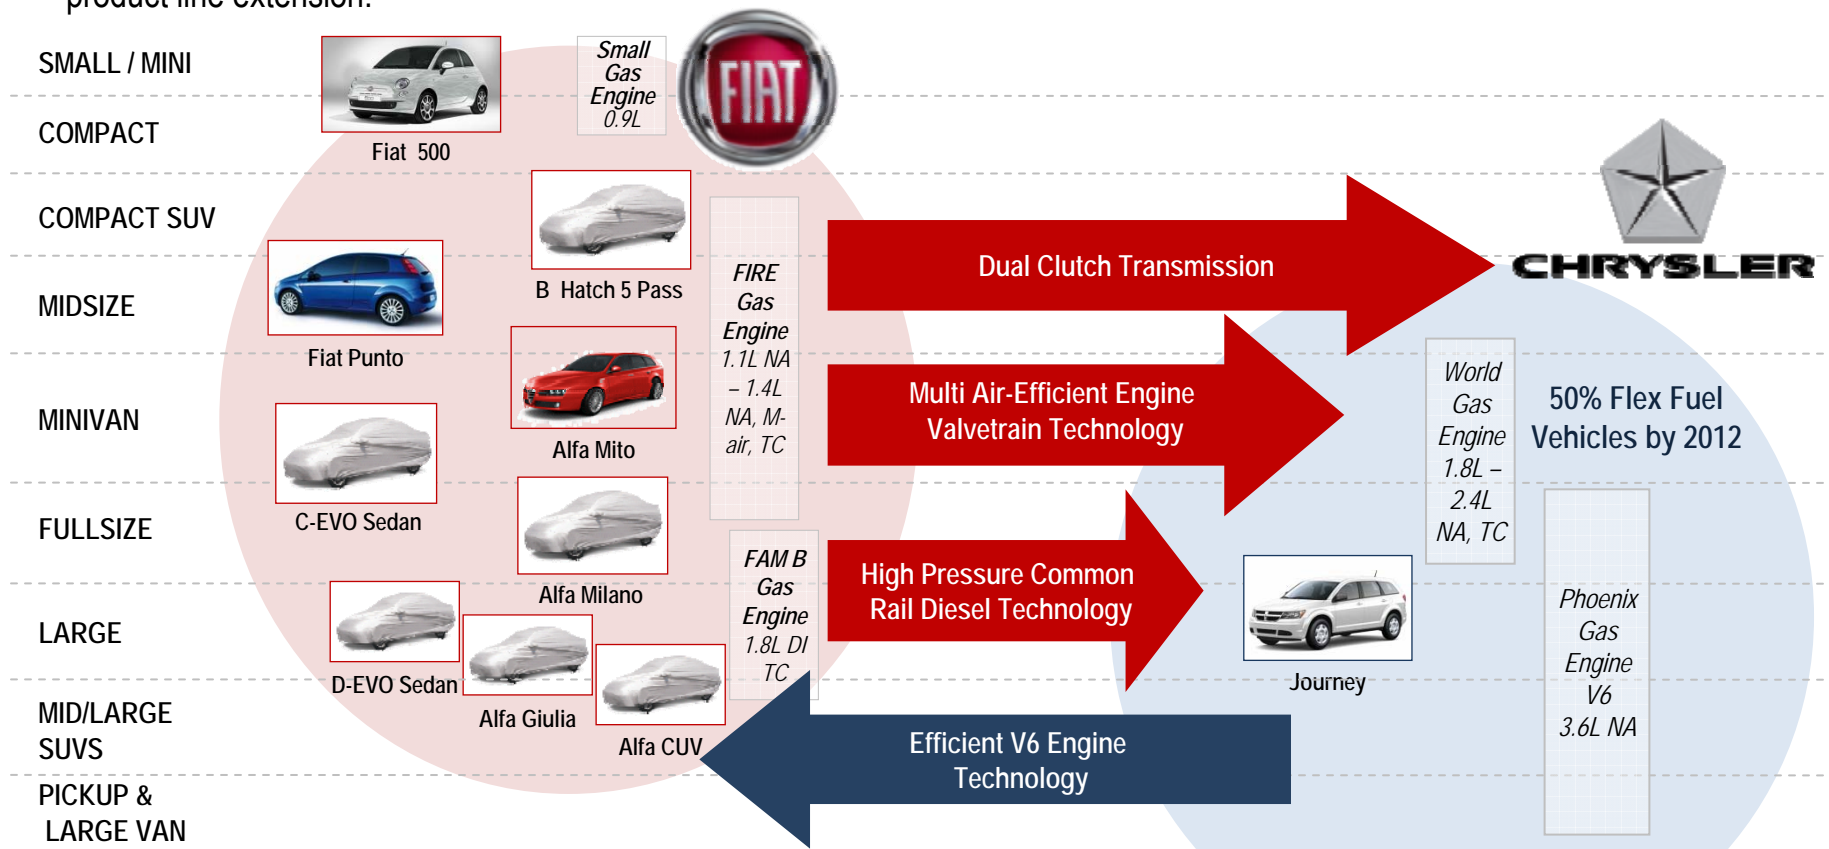 product line extension.
SMALL / MINI
COMPACT
COMPACT SUV
MIDSIZE
MINIVAN
FULLSIZE
LARGE
MID/LARGE
SUVS
PICKUP &
LARGE VAN
Fiat 500
Small
Gas
Engine
0.9L
FIAT
B Hatch 5 Pass
Fiat Punto
Alfa Mito
C-EVO Sedan
Alfa Milano
D-EVO Sedan
Alfa Giulia
Alfa CUV
FIRE
Gas
Engine
1.1L NA
– 1.4L
NA, M-
air, TC
FAM B
Gas
Engine
1.8L DI
TC
Dual Clutch Transmission
Multi Air-Efficient Engine
Valvetrain Technology
High Pressure Common
Rail Diesel Technology
Efficient V6 Engine
Technology
CHRYSLER
World
Gas
Engine
1.8L –
2.4L
NA, TC
50% Flex Fuel
Vehicles by 2012
Journey
Phoenix
Gas
Engine
V6
3.6L NA